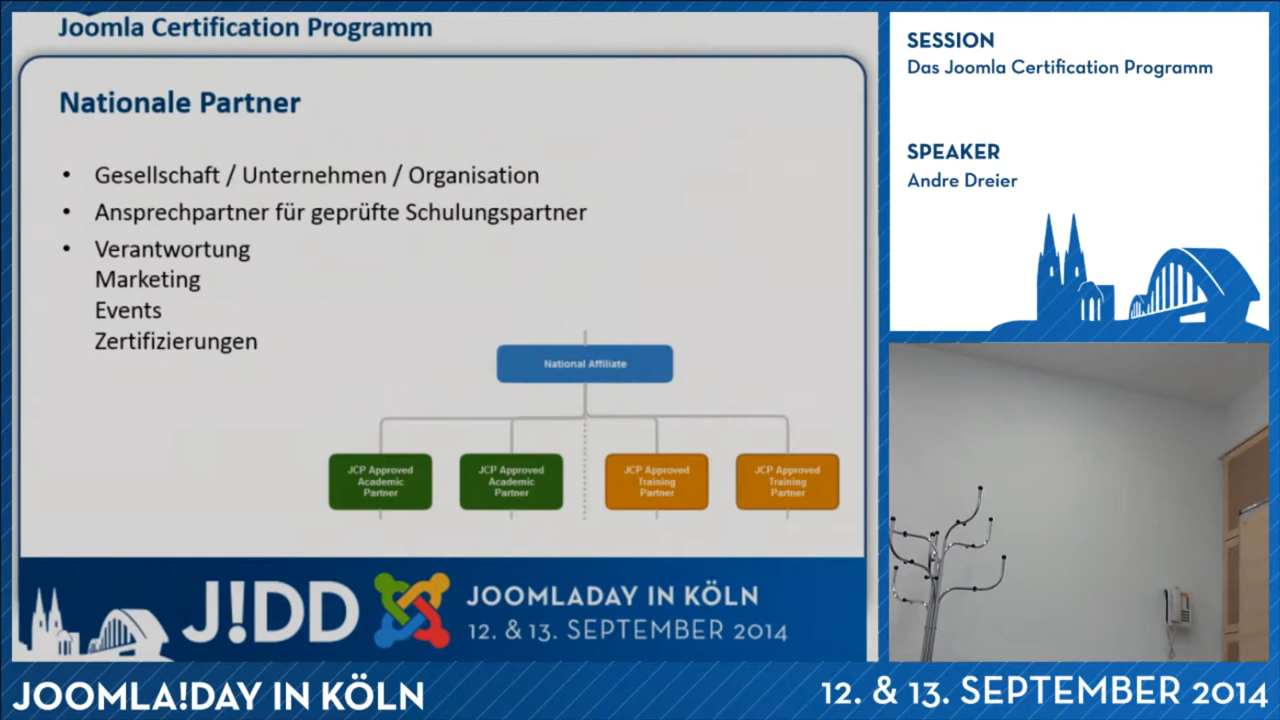 Joomla Certification Programm
Nationale Partner
• Gesellschaft / Unternehmen / Organisation
• Ansprechpartner für geprüfte Schulungspartner
• Verantwortung
Marketing
Events
Zertifizierungen
National Affiliate
JCP Approved
Academic
Partner
JCP Approved
Academic
Partner
JCP Approved
Training
Partner
JCP Approved
Training
Partner
J!DD
JOOMLADAY IN KÖLN
12. & 13. SEPTEMBER 2014
SESSION
Das Joomla Certification Programm
SPEAKER
Andre Dreier
JOOMLA!DAY IN KÖLN
12. & 13. SEPTEMBER 2014